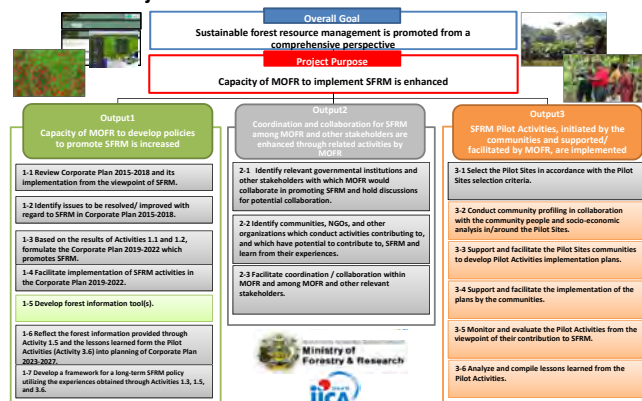 Overall Goal
Sustainable forest resource management is promoted from a
comprehensive perspective
Project Purpose
Capacity of MOFR to implement SFRM is enhanced
Output1
Capacity of MOFR to develop policies
to promote SFRM is increased
1-1 Review Corporate Plan 2015-2018 and its
implementation from the viewpoint of SFRM.
1-2 Identify issues to be resolved/ improved with
regard to SFRM in Corporate Plan 2015-2018.
1-3 Based on the results of Activities 1.1 and 1.2,
formulate the Corporate Plan 2019-2022 which
promotes SFRM.
1-4 Facilitate implementation of SFRM activities in
the Corporate Plan 2019-2022.
1-5 Develop forest information tool(s).
1-6 Reflect the forest information provided through
Activity 1.5 and the lessons learned form the Pilot
Activities (Activity 3.6) into planning of Corporate Plan
2023-2027.
1-7 Develop a framework for a long-term SFRM policy
utilizing the experiences obtained through Activities 1.3, 1.5,
and 3.6.
Output2
Coordination and collaboration for SFRM
among MOFR and other stakeholders are
enhanced through related activities by
MOFR
2-1 Identify relevant governmental institutions and
other stakeholders with which MOFR would
collaborate in promoting SFRM and hold discussions
for potential collaboration.
2-2 Identify communities, NGOs, and other
organizations which conduct activities contributing to,
and which have potential to contribute to, SFRM and
learn from their experiences.
2-3 Facilitate coordination / collaboration within
MOFR and among MOFR and other relevant
stakeholders.
Ministry of
Forestry & Research
jica
Output3
SFRM Pilot Activities, initiated by the
communities and supported/
facilitated by MOFR, are implemented
3-1 Select the Pilot Sites in accordance with the Pilot
Sites selection criteria.
3-2 Conduct community profiling in collaboration
with the community people and socio-economic
analysis in/around the Pilot Sites.
3-3 Support and facilitate the Pilot Sites communities
to develop Pilot Activities implementation plans.
3-4 Support and facilitate the implementation of the
plans by the communities.
3-5 Monitor and evaluate the Pilot Activities from the
viewpoint of their contribution to SFRM.
3-6 Analyze and compile lessons learned from the
Pilot Activities.